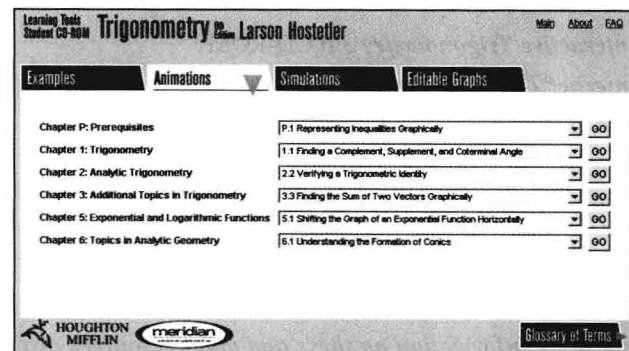 Learning Tools
Student CD-ROM Trigonometry Larson Hostetler Main About FAQ
Examples Animations Simulations Editable Graphs
Chapter P: Prerequisites P.1 Representing Inequalities Graphically GO
Chapter 1: Trigonometry 1.1 Finding a Complement, Supplement, and Coterminal Angle GO
Chapter 2: Analytic Trigonometry 2.2 Verifying a Trigonometric Identity GO
Chapter 3: Additional Topics in Trigonometry 3.3 Finding the Sum of Two Vectors Graphically GO
Chapter 5: Exponential and Logarithmic Functions 5.1 Shifting the Graph of an Exponential Function Horizontally GO
Chapter 6: Topics in Analytic Geometry 6.1 Understanding the Formation of Conics GO
HOUGHTON
MIFFLIN
meridian
Glossary of Terms